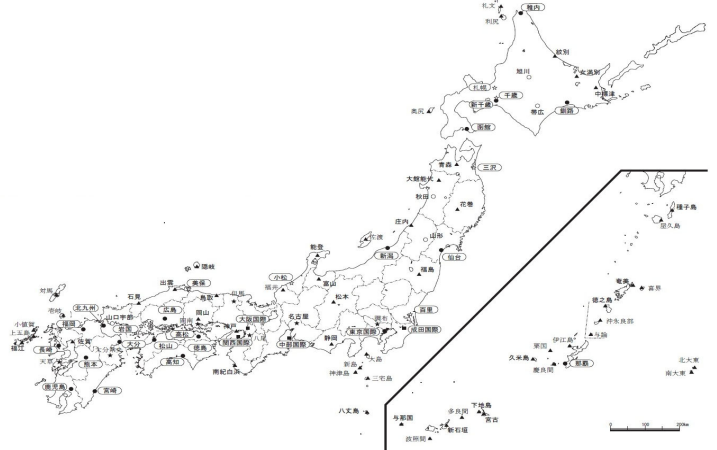 礼文
利尻
稚内
紋別
旭川
女満別
札幌
千歳
新千歳
中標津
帯広
釧路
奥尻
函館
青森
三沢
大館能代
秋田
花巻
庄内
山形
佐渡
仙台
新潟
福島
能登
小松
富山
福井
松本
百里
隠岐
美保
出雲
石見
鳥取
但馬
対馬
壱岐
北九州
山口宇部
広島
岡山
神戸
大阪国際
名古屋
調布
東京国際
成田国際
小値賀
上五島
福江
福岡
岩国
高松
八尾
佐賀
長崎
大分
松山
徳島
関西国際
中部国際
静岡
天草
熊本
高知
南紀白浜
大島
新島
神津島
三宅島
鹿児島
宮崎
八丈島
種子島
屋久島
奄美
喜界
徳之島
沖永良部
与論
伊江島
粟国
久米島
慶良間
那覇
北大東
南大東
下地島
多良間
宮古
与那国
新石垣
波照間
0
100
200km